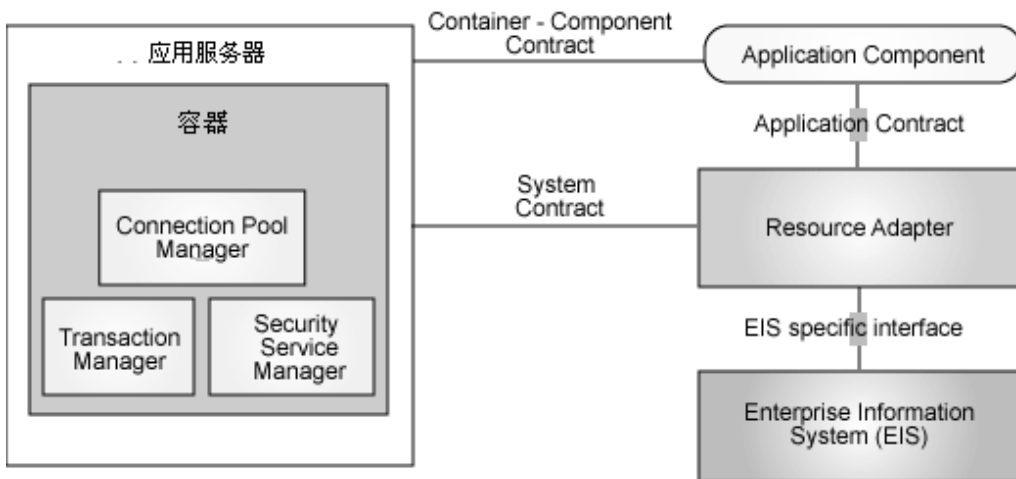 应用服务器
容器
Connection Pool
Manager
Transaction
Manager
Security
Service
Manager
Container - Component
Contract
System
Contract
Application Component
Application Contract
Resource Adapter
EIS specific interface
Enterprise Information
System (EIS)